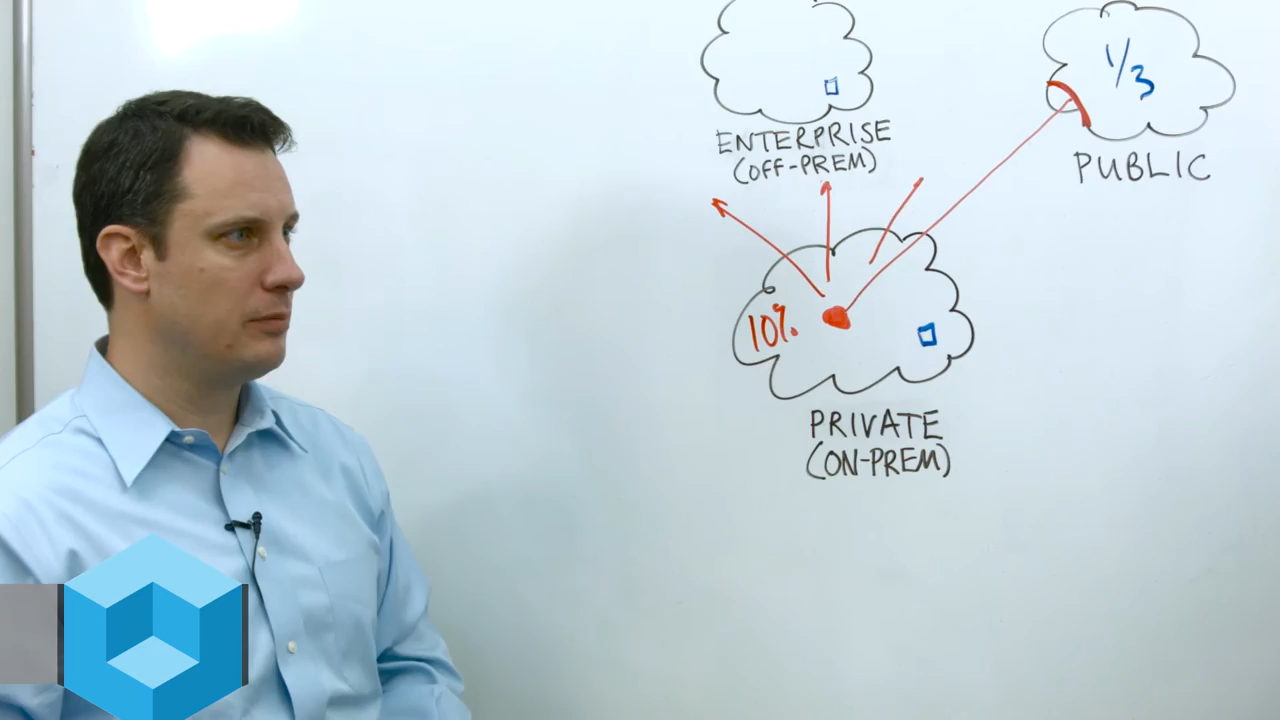 1/3
ENTERPRISE
(OFF-PREM)
PUBLIC
10%
PRIVATE
(ON-PREM)